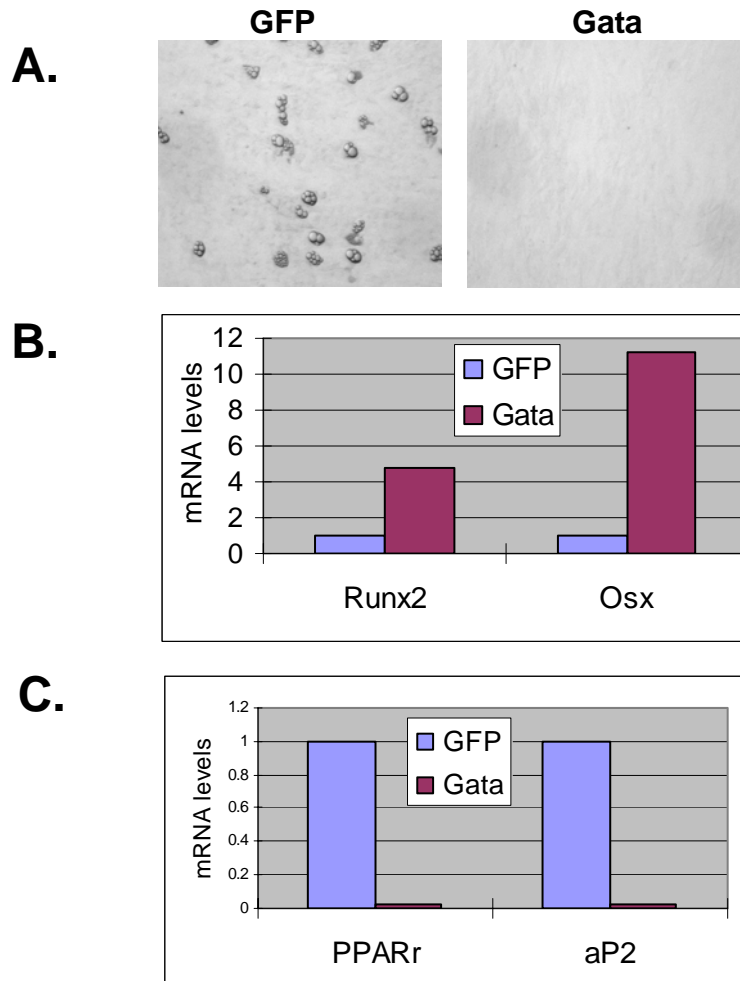 GFP Gata
A.
B.
mRNA levels
12
10
8
6
4
2
0
GFP
Gata
Runx2 Osx
C.
mRNA levels
1.2
1
0.8
0.6
0.4
0.2
0
GFP
Gata
PPARr aP2